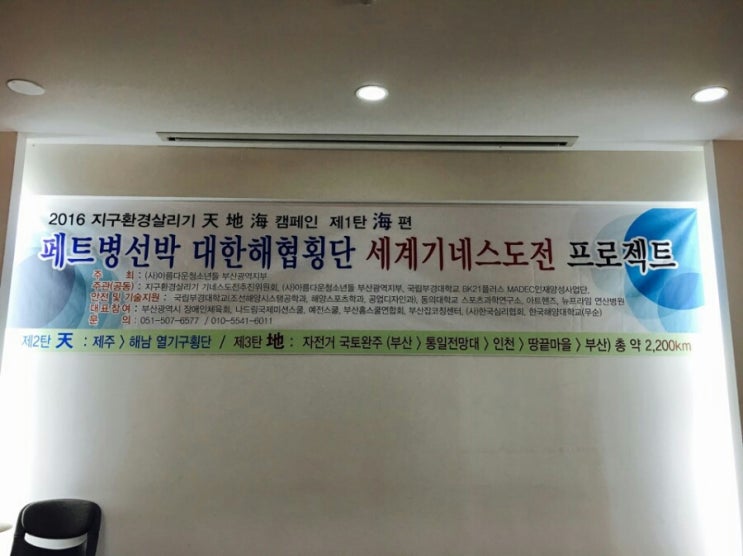 2016 지구환경살리기 天 地 海 캠페인 제1탄 海 편
페트병선박 대한해협횡단 세계기네스도전 프로젝트
주 최 : (사)아름다운청소년들 부산광역지부
주관(공동) : 지구환경살리기 기네스도전추진위원회, (사)아름다운청소년들 부산광역지부, 국립부경대학교 BK21플러스 MADEC인재양성사업단,
안전 및 기술지원 : 국립부경대학교(조선해양시스템공학과, 해양스포츠학과, 공업디자인과), 동의대학교 스포츠과학연구소, 아트렌즈, 뉴프라임 연산병원
대표참여 : 부산광역시 장애인체육회, 나드림국제미션스쿨, 예전스쿨, 부산홈스쿨연합회, 부산집코칭센터, (사)한국심리협회, 한국해양대학교(무순)
문 의 : 051-507-6577 / 010-5541-6011
제2탄 天 : 제주 > 해남 열기구횡단 / 제3탄 地 : 자전거 국토완주 (부산 > 통일전망대 > 인천 > 땅끝마을 > 부산) 총 약 2,200km